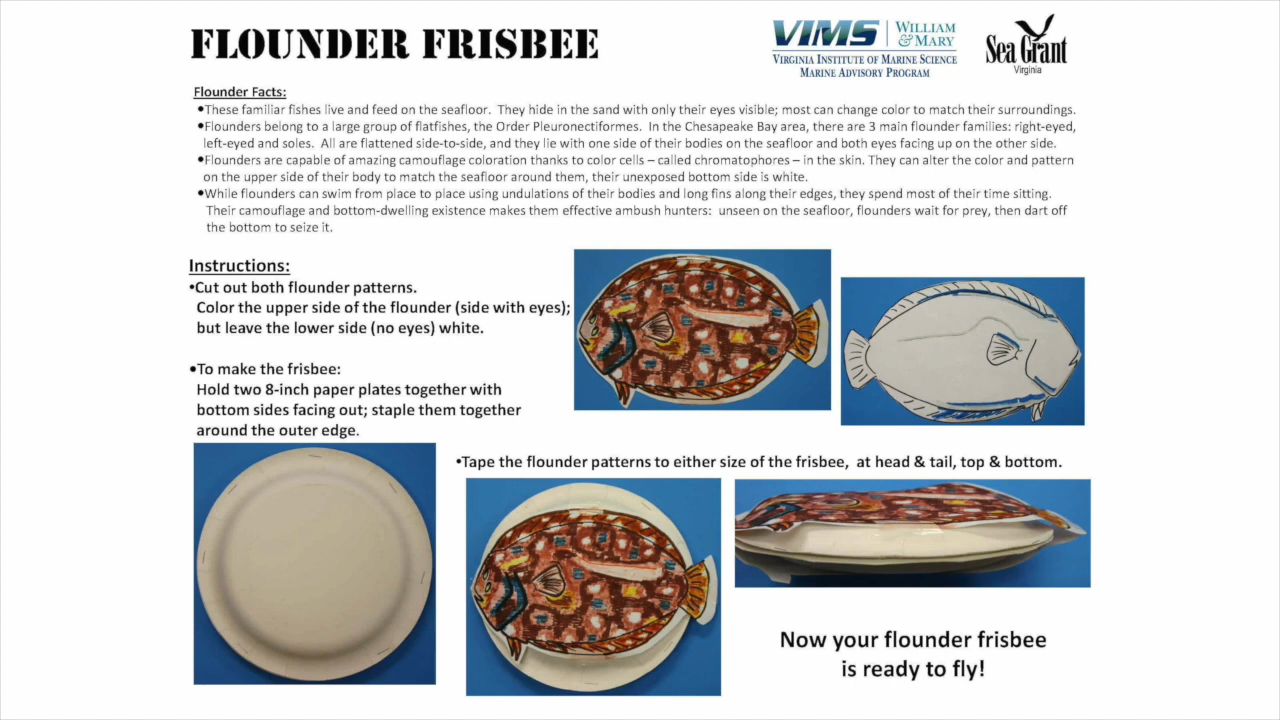 FLOUNDER FRISBEE
VIMS | WILLIAM & MARY
VIRGINIA INSTITUTE OF MARINE SCIENCE
MARINE ADVISORY PROGRAM
Sea Grant
Virginia
Flounder Facts:
•These familiar fishes live and feed on the seafloor. They hide in the sand with only their eyes visible; most can change color to match their surroundings.
•Flounders belong to a large group of flatfishes, the Order Pleuronectiformes. In the Chesapeake Bay area, there are 3 main flounder families: right-eyed,
left-eyed and soles. All are flattened side-to-side, and they lie with one side of their bodies on the seafloor and both eyes facing up on the other side.
•Flounders are capable of amazing camouflage coloration thanks to color cells – called chromatophores – in the skin. They can alter the color and pattern
on the upper side of their body to match the seafloor around them, their unexposed bottom side is white.
•While flounders can swim from place to place using undulations of their bodies and long fins along their edges, they spend most of their time sitting.
Their camouflage and bottom-dwelling existence makes them effective ambush hunters: unseen on the seafloor, flounders wait for prey, then dart off
the bottom to seize it.
Instructions:
•Cut out both flounder patterns.
Color the upper side of the flounder (side with eyes);
but leave the lower side (no eyes) white.
•To make the frisbee:
Hold two 8-inch paper plates together with
bottom sides facing out; staple them together
around the outer edge.
•Tape the flounder patterns to either size of the frisbee, at head & tail, top & bottom.
Now your flounder frisbee
is ready to fly!